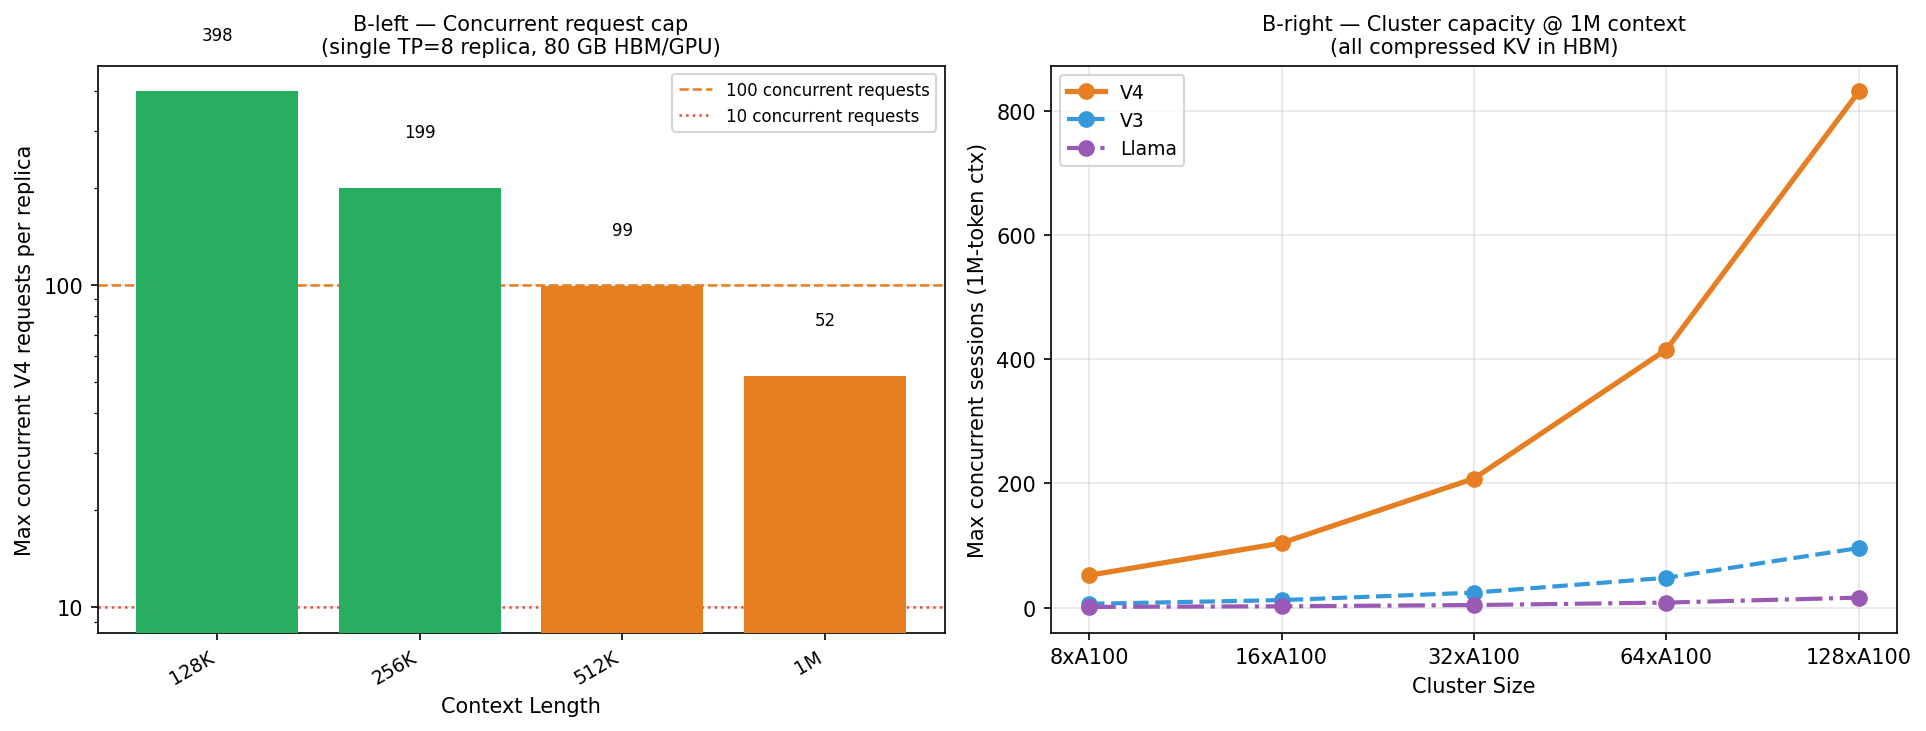 B-left — Concurrent request cap
(single TP=8 replica, 80 GB HBM/GPU)
398
199
99
52
100 concurrent requests
10 concurrent requests
Max concurrent V4 requests per replica
100
10
128K
256K
512K
1M
Context Length
B-right — Cluster capacity @ 1M context
(all compressed KV in HBM)
V4
V3
Llama
Max concurrent sessions (1M-token ctx)
800
600
400
200
0
8xA100
16xA100
32xA100
64xA100
128xA100
Cluster Size